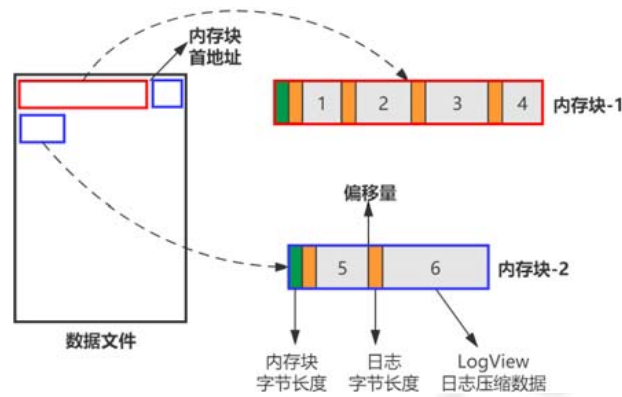 内存块
首地址
1
2
3
4
内存块-1
偏移量
5
6
内存块-2
数据文件
内存块
字节长度
日志
字节长度
LogView
日志压缩数据